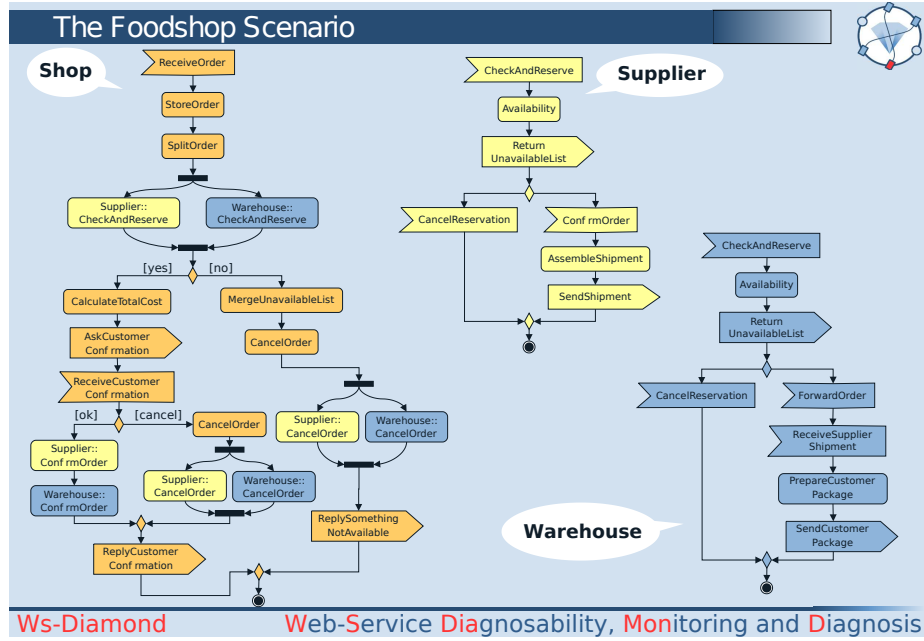 The Foodshop Scenario
Shop
ReceiveOrder
StoreOrder
SplitOrder
Supplier::
CheckAndReserve
Warehouse::
CheckAndReserve
[yes]
[no]
CalculateTotalCost
AskCustomer
Conf rmation
ReceiveCustomer
Conf rmation
[ok]
[cancel]
Supplier::
Conf rmOrder
Warehouse::
Conf rmOrder
CancelOrder
Supplier::
CancelOrder
Warehouse::
CancelOrder
ReplyCustomer
Conf rmation
MergeUnavailableList
CancelOrder
Supplier::
CancelOrder
Warehouse::
CancelOrder
ReplySomething
NotAvailable
Supplier
CheckAndReserve
Availability
Return
UnavailableList
CancelReservation
Conf rmOrder
AssembleShipment
SendShipment
Warehouse
CheckAndReserve
Availability
Return
UnavailableList
CancelReservation
ForwardOrder
ReceiveSupplier
Shipment
PrepareCustomer
Package
SendCustomer
Package
Ws-Diamond
Web-Service Diagnosability, Monitoring and Diagnosis